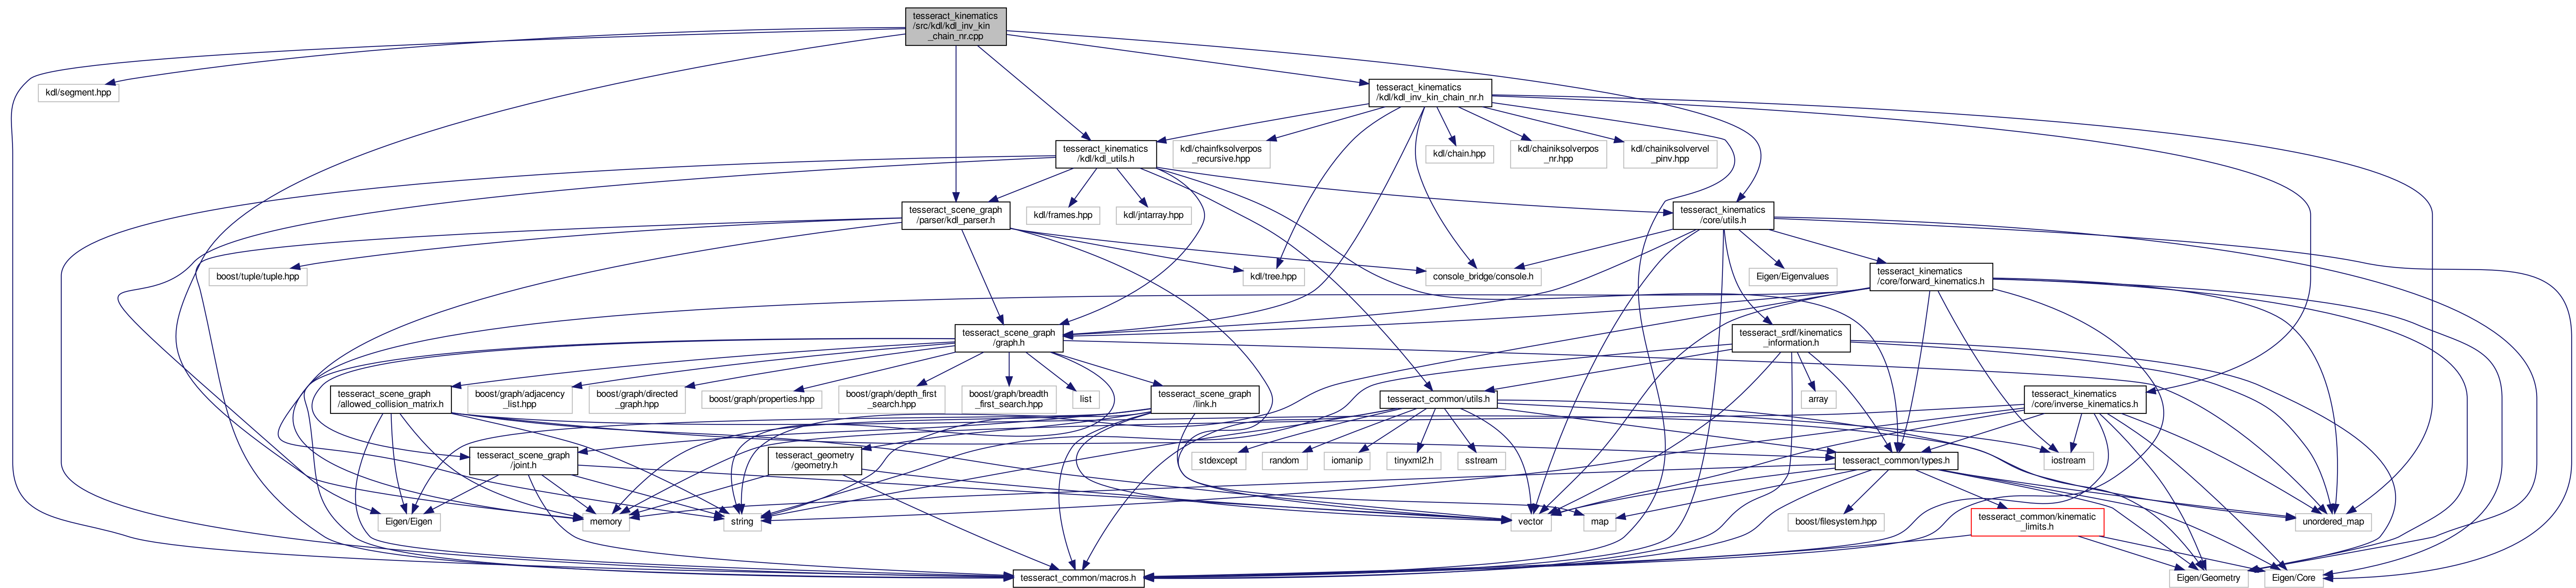 tesseract_kinematics
/src/kdl/kdl_inv_kin
_chain_nr.cpp
kdl/segment.hpp
tesseract_kinematics
/kdl/kdl_inv_kin_chain_nr.h
tesseract_kinematics
/kdl/kdl_utils.h
kdl/chainfksolverpos
_recursive.hpp
kdl/chain.hpp
kdl/chainiksolverpos
_nr.hpp
kdl/chainiksolvervel
_pinv.hpp
tesseract_scene_graph
/parser/kdl_parser.h
kdl/frames.hpp
kdl/jntarray.hpp
tesseract_kinematics
/core/utils.h
boost/tuple/tuple.hpp
kdl/tree.hpp
console_bridge/console.h
Eigen/Eigenvalues
tesseract_kinematics
/core/forward_kinematics.h
tesseract_scene_graph
/graph.h
tesseract_srdf/kinematics
_information.h
tesseract_scene_graph
/allowed_collision_matrix.h
boost/graph/adjacency
_list.hpp
boost/graph/directed
_graph.hpp
boost/graph/properties.hpp
boost/graph/depth_first
_search.hpp
boost/graph/breadth
_first_search.hpp
list
tesseract_scene_graph
/link.h
tesseract_common/utils.h
array
tesseract_kinematics
/core/inverse_kinematics.h
tesseract_scene_graph
/joint.h
tesseract_geometry
/geometry.h
stdexcept
random
iomanip
tinyxml2.h
sstream
tesseract_common/types.h
iostream
Eigen/Eigen
memory
string
vector
map
boost/filesystem.hpp
tesseract_common/kinematic
_limits.h
unordered_map
tesseract_common/macros.h
Eigen/Geometry
Eigen/Core